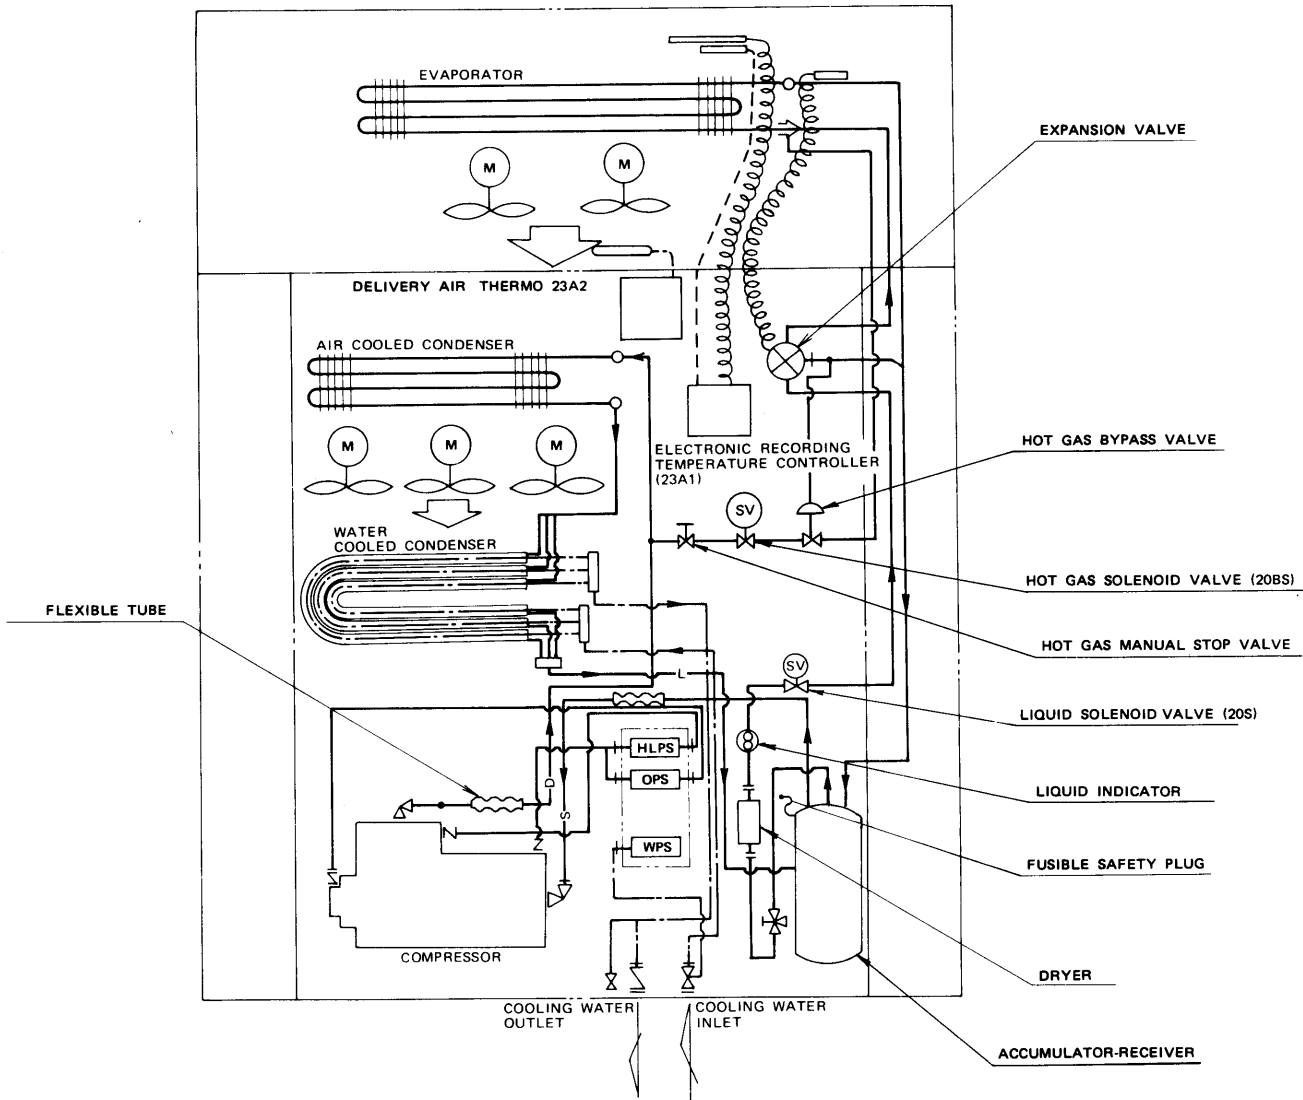 EVAPORATOR
EXPANSION VALVE
M
M
DELIVERY AIR THERMO 23A2
AIR COOLED CONDENSER
M
M
M
ELECTRONIC RECORDING
TEMPERATURE CONTROLLER
(23A1)
HOT GAS BYPASS VALVE
SV
WATER
COOLED CONDENSER
HOT GAS SOLENOID VALVE (20BS)
FLEXIBLE TUBE
HOT GAS MANUAL STOP VALVE
L
SV
LIQUID SOLENOID VALVE (20S)
HLPS
OPS
D
S
LIQUID INDICATOR
WPS
FUSIBLE SAFETY PLUG
COMPRESSOR
DRYER
COOLING WATER
OUTLET
COOLING WATER
INLET
ACCUMULATOR-RECEIVER